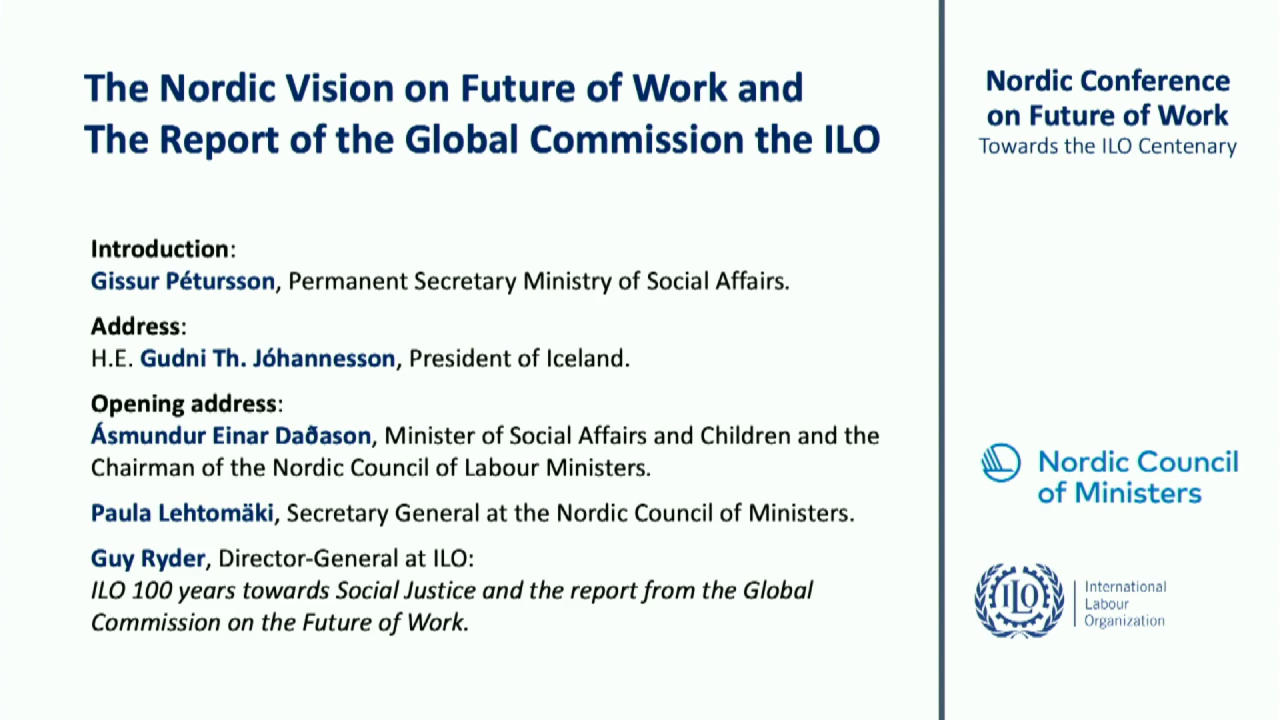 The Nordic Vision on Future of Work and
The Report of the Global Commission the ILO
Introduction:
Gissur Pétursson, Permanent Secretary Ministry of Social Affairs.
Address:
H.E. Gudni Th. Jóhannesson, President of Iceland.
Opening address:
Ásmundur Einar Daðason, Minister of Social Affairs and Children and the
Chairman of the Nordic Council of Labour Ministers.
Paula Lehtomäki, Secretary General at the Nordic Council of Ministers.
Guy Ryder, Director-General at ILO:
ILO 100 years towards Social Justice and the report from the Global
Commission on the Future of Work.
Nordic Conference
on Future of Work
Towards the ILO Centenary
Nordic Council
of Ministers
ILO
International
Labour
Organization